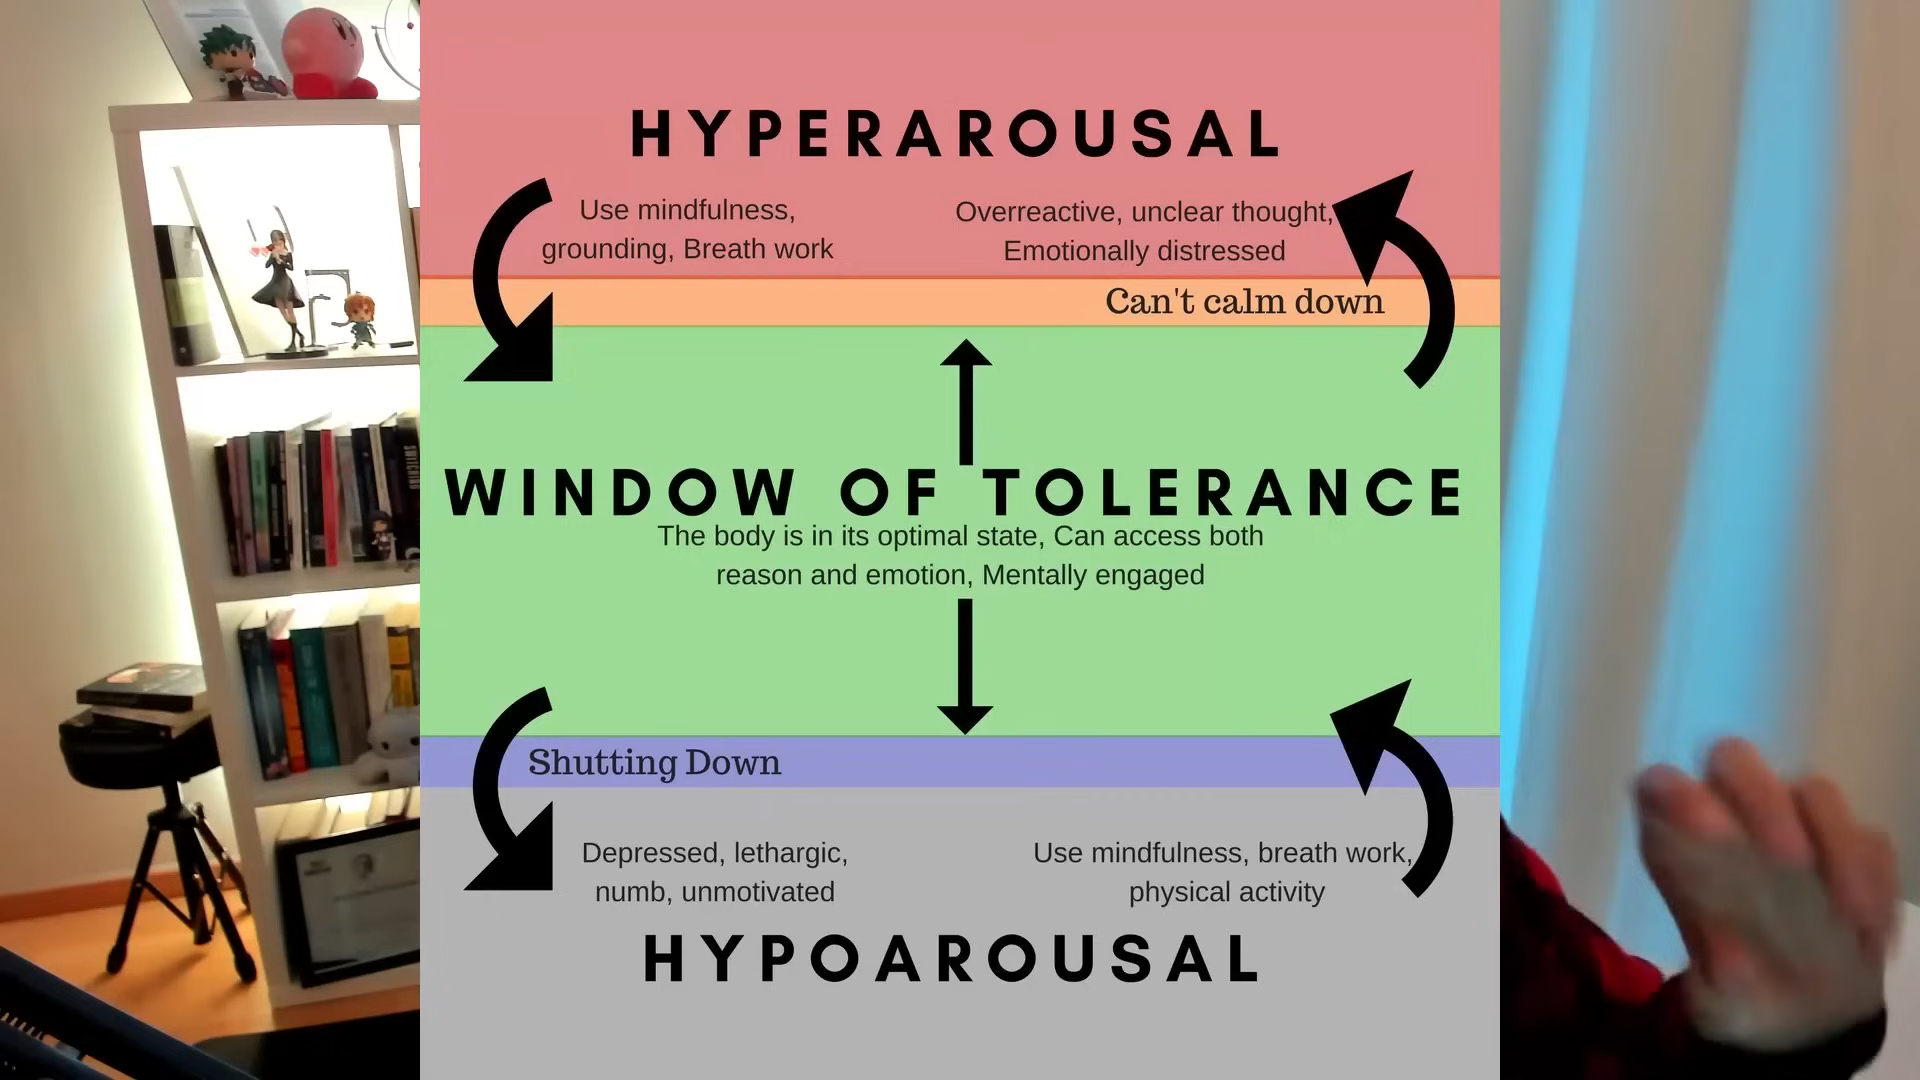 HYPERAROUSAL
Use mindfulness,
grounding, Breath work
Overreactive, unclear thought,
Emotionally distressed
Can't calm down
WINDOW OF TOLERANCE
The body is in its optimal state, Can access both
reason and emotion, Mentally engaged
Shutting Down
Depressed, lethargic,
numb, unmotivated
Use mindfulness, breath work,
physical activity
HYPOAROUSAL